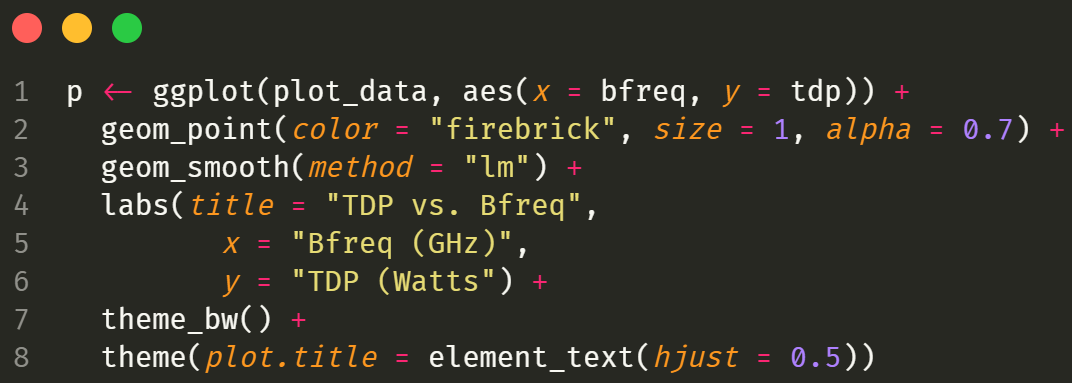 1 p <- ggplot(plot_data, aes(x = bfreq, y = tdp)) +
2 geom_point(color = "firebrick", size = 1, alpha = 0.7) +
3 geom_smooth(method = "lm") +
4 labs(title = "TDP vs. Bfreq",
5 x = "Bfreq (GHz)",
6 y = "TDP (Watts") +
7 theme_bw() +
8 theme(plot.title = element_text(hjust = 0.5))